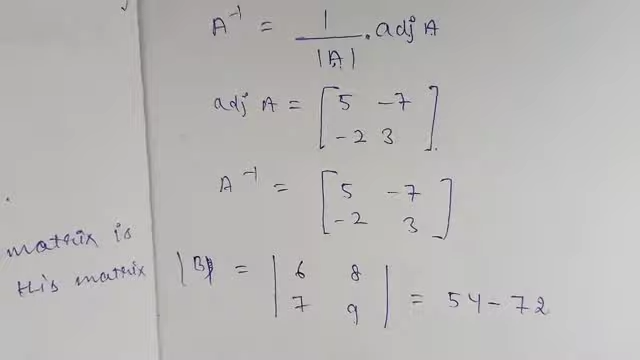 A⁻¹ = 1/|A| . adj A
adj A = [5 -7
-2 3]
A⁻¹ = [5 -7
-2 3]
matrix is
this matrix
|B| = |6 8
7 9| = 54 - 72